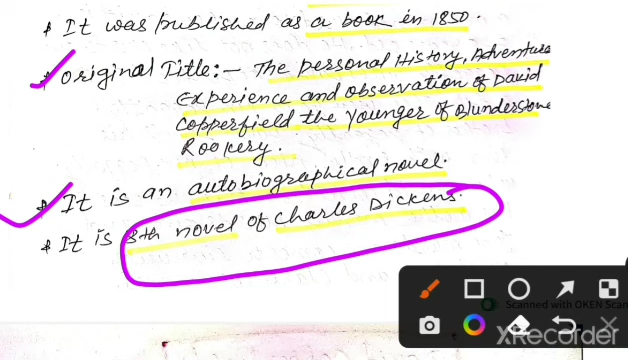 * It was published as a book in 1850.
* Original Title:- The personal History, Adventure
Experience and observation of David
Copperfield the Younger of Blunderstone
Rookery.
* It is an autobiographical novel.
* It is 8th novel of Charles Dickens.
Scanned with OKEN Scan
XRecorder